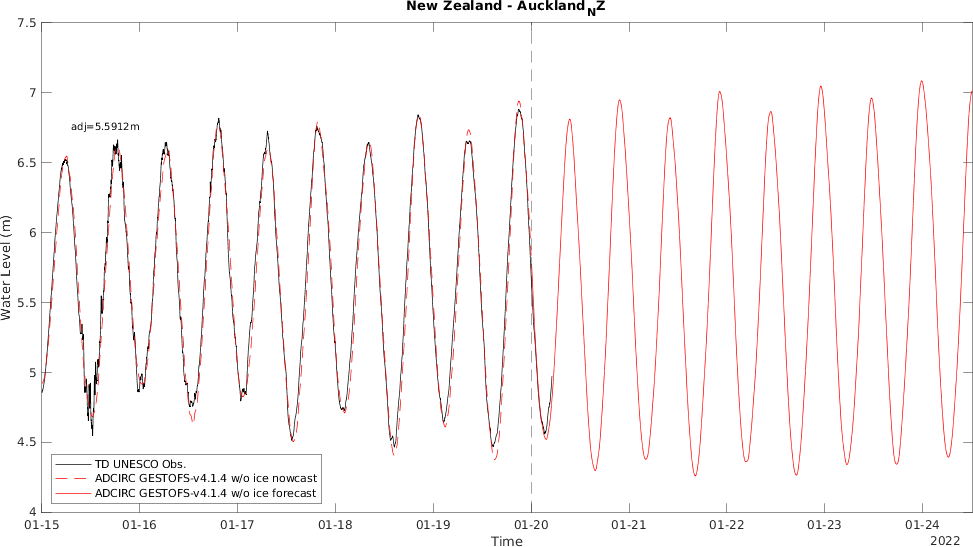 New Zealand - Auckland_NZ
7.5
7
6.5
6
5.5
5
4.5
4
Water Level (m)
adj=5.5912m
TD UNESCO Obs.
ADCIRC GESTOFS-v4.1.4 w/o ice nowcast
ADCIRC GESTOFS-v4.1.4 w/o ice forecast
01-15 01-16 01-17 01-18 01-19 01-20 01-21 01-22 01-23 01-24
Time
2022